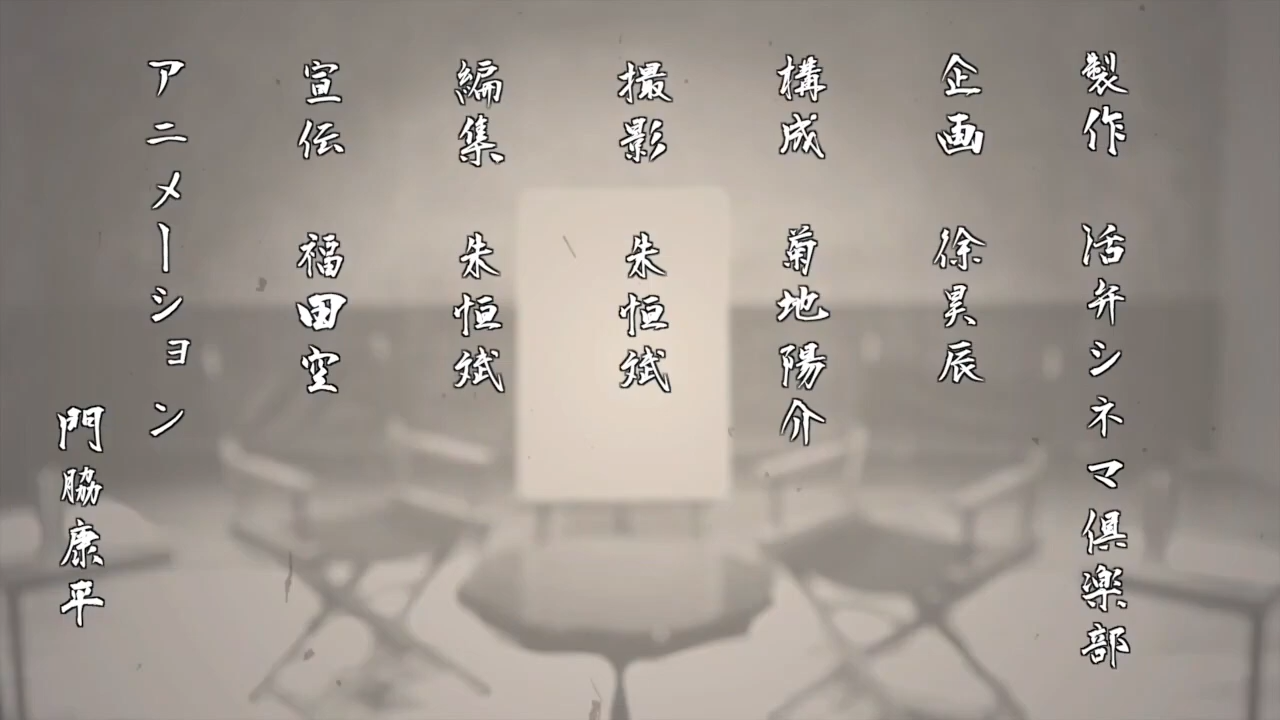 製作 活弁シネマ倶楽部
企画 徐昊辰
構成 菊地陽介
撮影 朱恒斌
編集 朱恒斌
宣伝 福田空
アニメーション
門脇康平